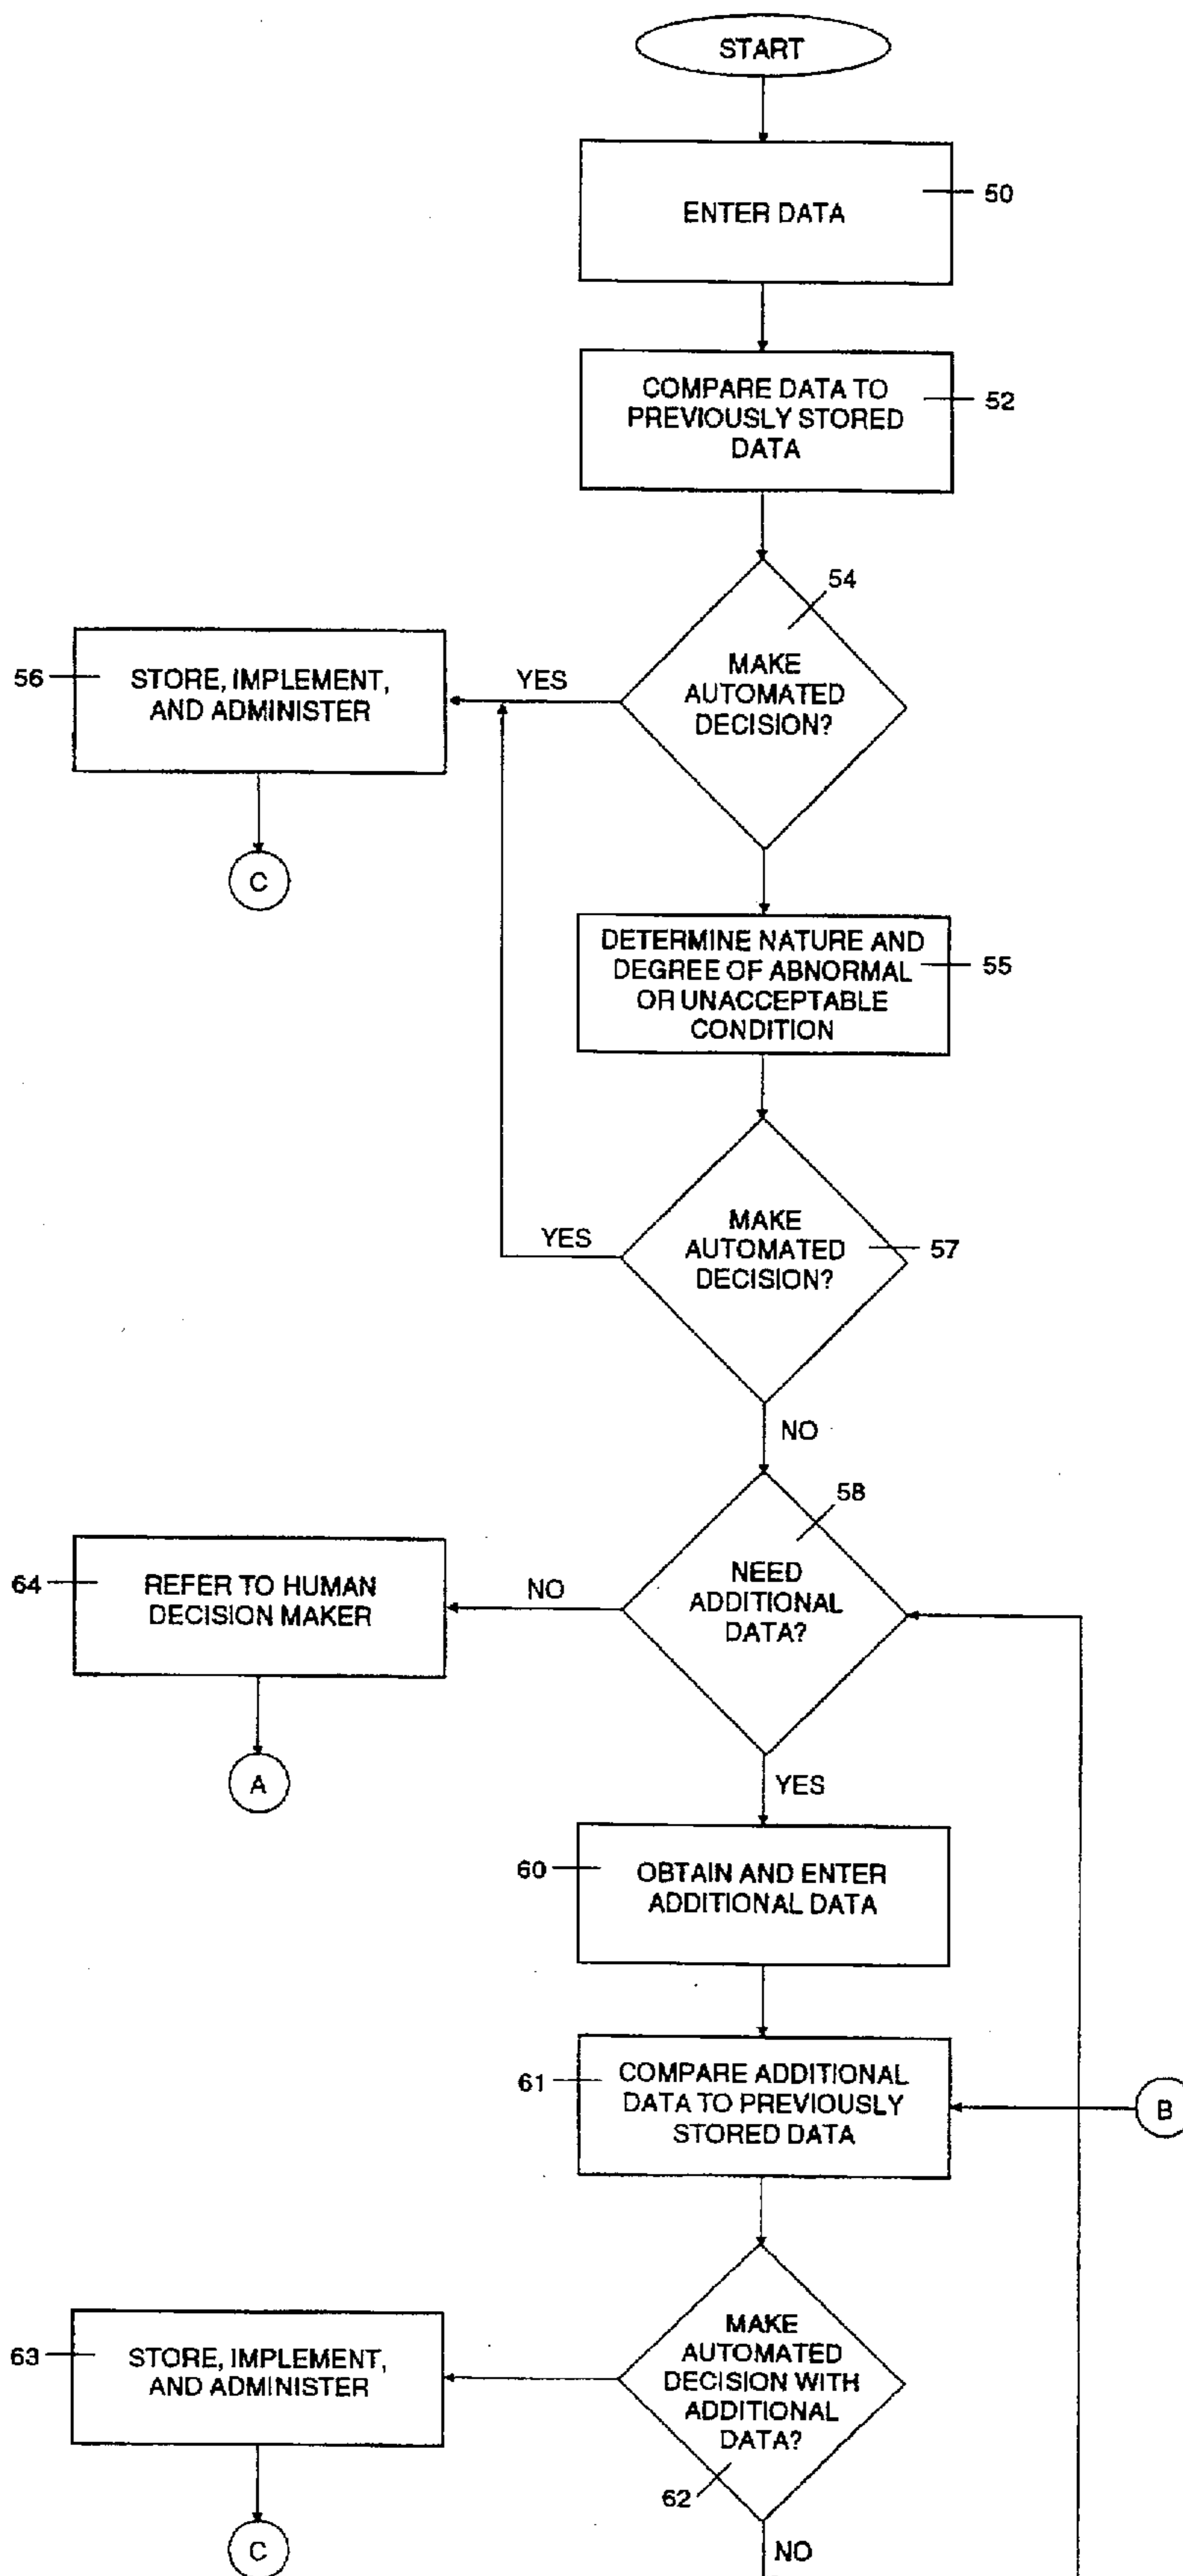 START
ENTER DATA
50
COMPARE DATA TO
PREVIOUSLY STORED
DATA
52
54
MAKE
AUTOMATED
DECISION?
YES
56
STORE, IMPLEMENT,
AND ADMINISTER
C
DETERMINE NATURE AND
DEGREE OF ABNORMAL
OR UNACCEPTABLE
CONDITION
55
MAKE
AUTOMATED
DECISION?
57
YES
NO
58
NEED
ADDITIONAL
DATA?
NO
64
REFER TO HUMAN
DECISION MAKER
A
YES
60
OBTAIN AND ENTER
ADDITIONAL DATA
61
COMPARE ADDITIONAL
DATA TO PREVIOUSLY
STORED DATA
B
MAKE
AUTOMATED
DECISION WITH
ADDITIONAL
DATA?
62
63
STORE, IMPLEMENT,
AND ADMINISTER
C
NO